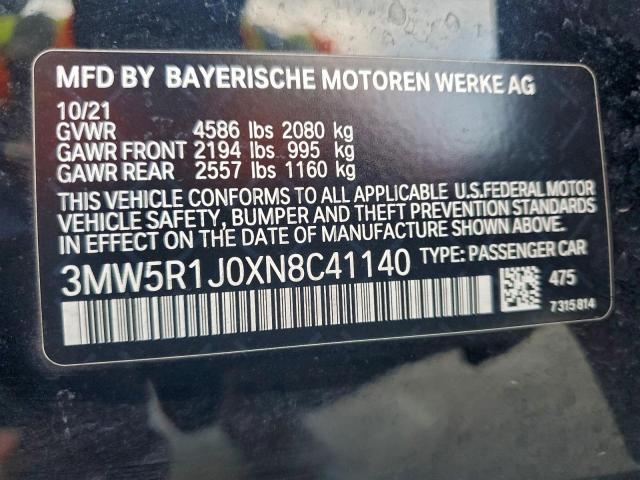 MFD BY BAYERISCHE MOTOREN WERKE AG
10/21
GVWR 4586 lbs 2080 kg
GAWR FRONT 2194 lbs 995 kg
GAWR REAR 2557 lbs 1160 kg
THIS VEHICLE CONFORMS TO ALL APPLICABLE U.S.FEDERAL MOTOR
VEHICLE SAFETY, BUMPER AND THEFT PREVENTION STANDARDS
IN EFFECT ON THE DATE OF MANUFACTURE SHOWN ABOVE.
3MW5R1J0XN8C41140 TYPE: PASSENGER CAR
475
7315814